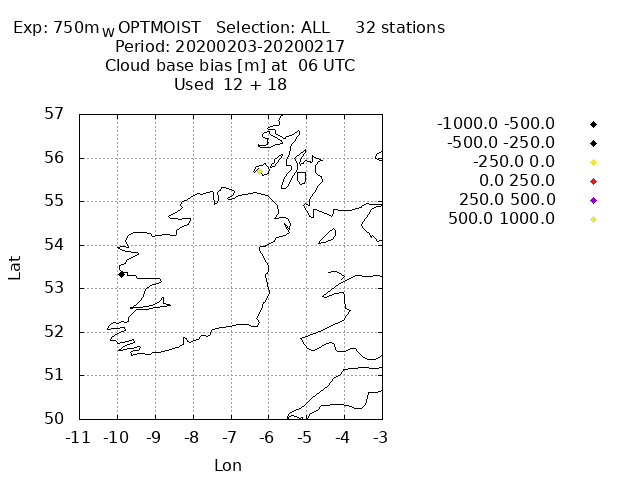 Exp: 750m_W OPTMOIST Selection: ALL 32 stations
Period: 20200203-20200217
Cloud base bias [m] at 06 UTC
Used 12 + 18
57
56
55
54
53
52
51
50
-11 -10 -9 -8 -7 -6 -5 -4 -3
Lat
Lon
-1000.0 -500.0
-500.0 -250.0
-250.0 0.0
0.0 250.0
250.0 500.0
500.0 1000.0